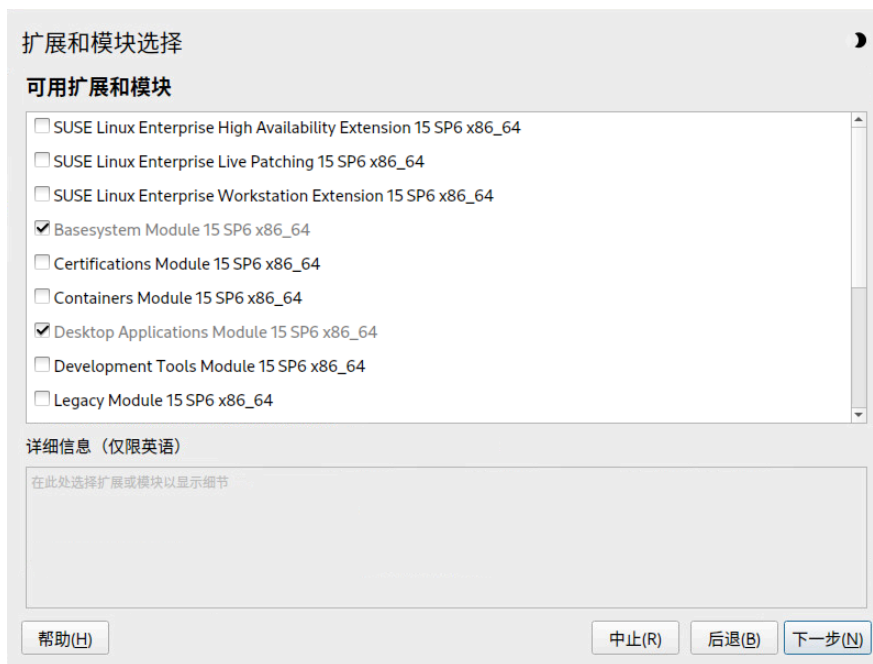 扩展和模块选择
可用扩展和模块
SUSE Linux Enterprise High Availability Extension 15 SP6 x86_64
SUSE Linux Enterprise Live Patching 15 SP6 x86_64
SUSE Linux Enterprise Workstation Extension 15 SP6 x86_64
Basesystem Module 15 SP6 x86_64
Certifications Module 15 SP6 x86_64
Containers Module 15 SP6 x86_64
Desktop Applications Module 15 SP6 x86_64
Development Tools Module 15 SP6 x86_64
Legacy Module 15 SP6 x86_64
详细信息（仅限英语）
在此处选择扩展或模块以显示细节
帮助(H) 中止(R) 后退(B) 下一步(N)